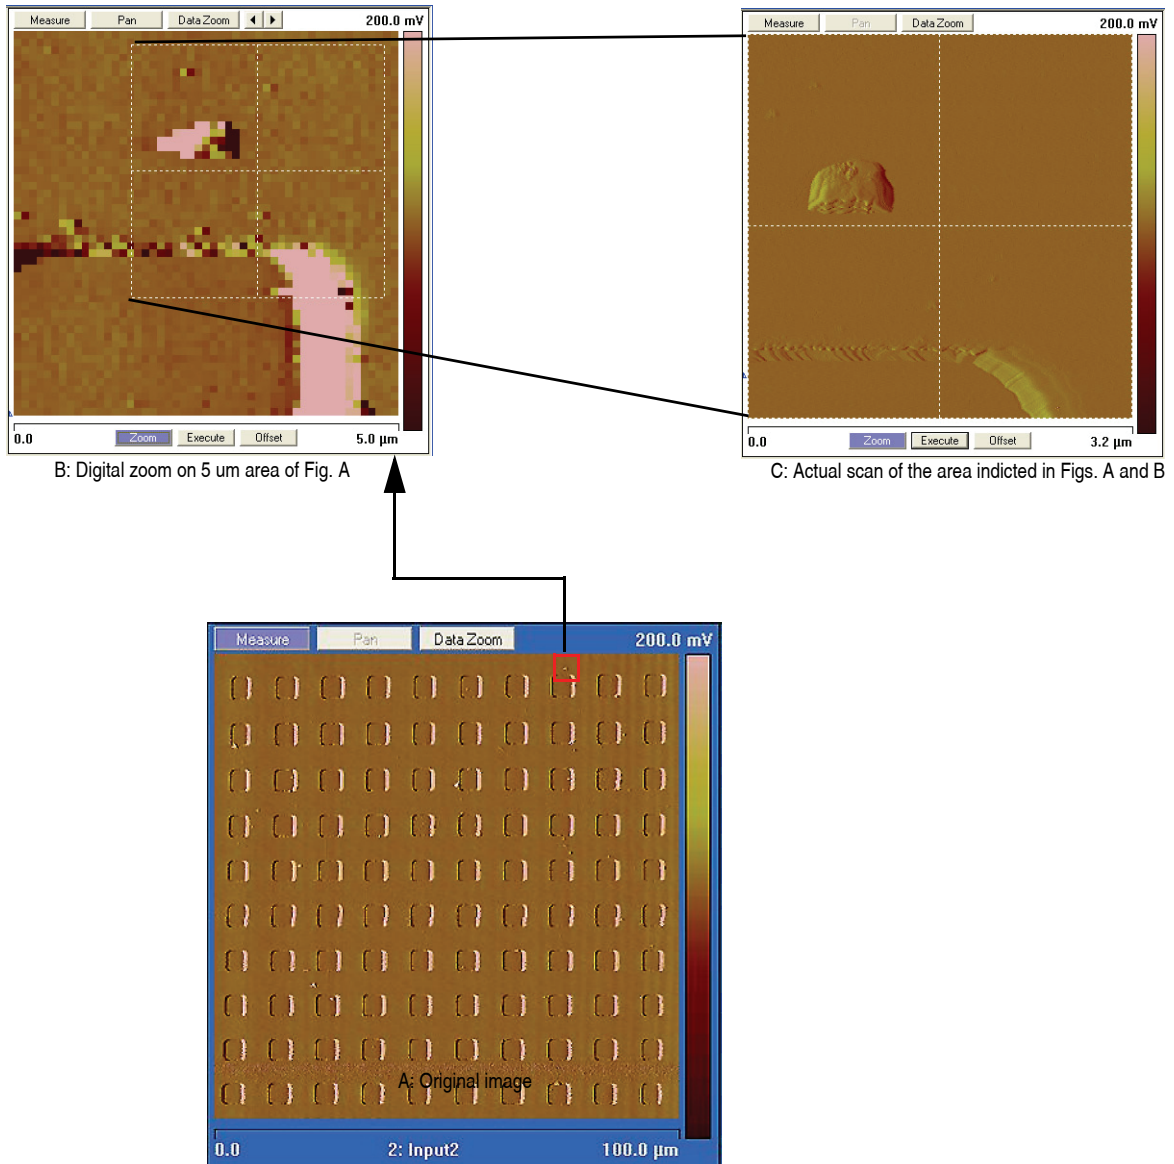 Measure Pan Data Zoom 200.0 mV
0.0 5.0 µm
Zoom Execute Offset
B: Digital zoom on 5 um area of Fig. A
Measure Pan Data Zoom 200.0 mV
0.0 3.2 µm
Zoom Execute Offset
C: Actual scan of the area indicted in Figs. A and B
Measure Pan Data Zoom 200.0 mV
A: Original image
0.0 2: Input2 100.0 µm